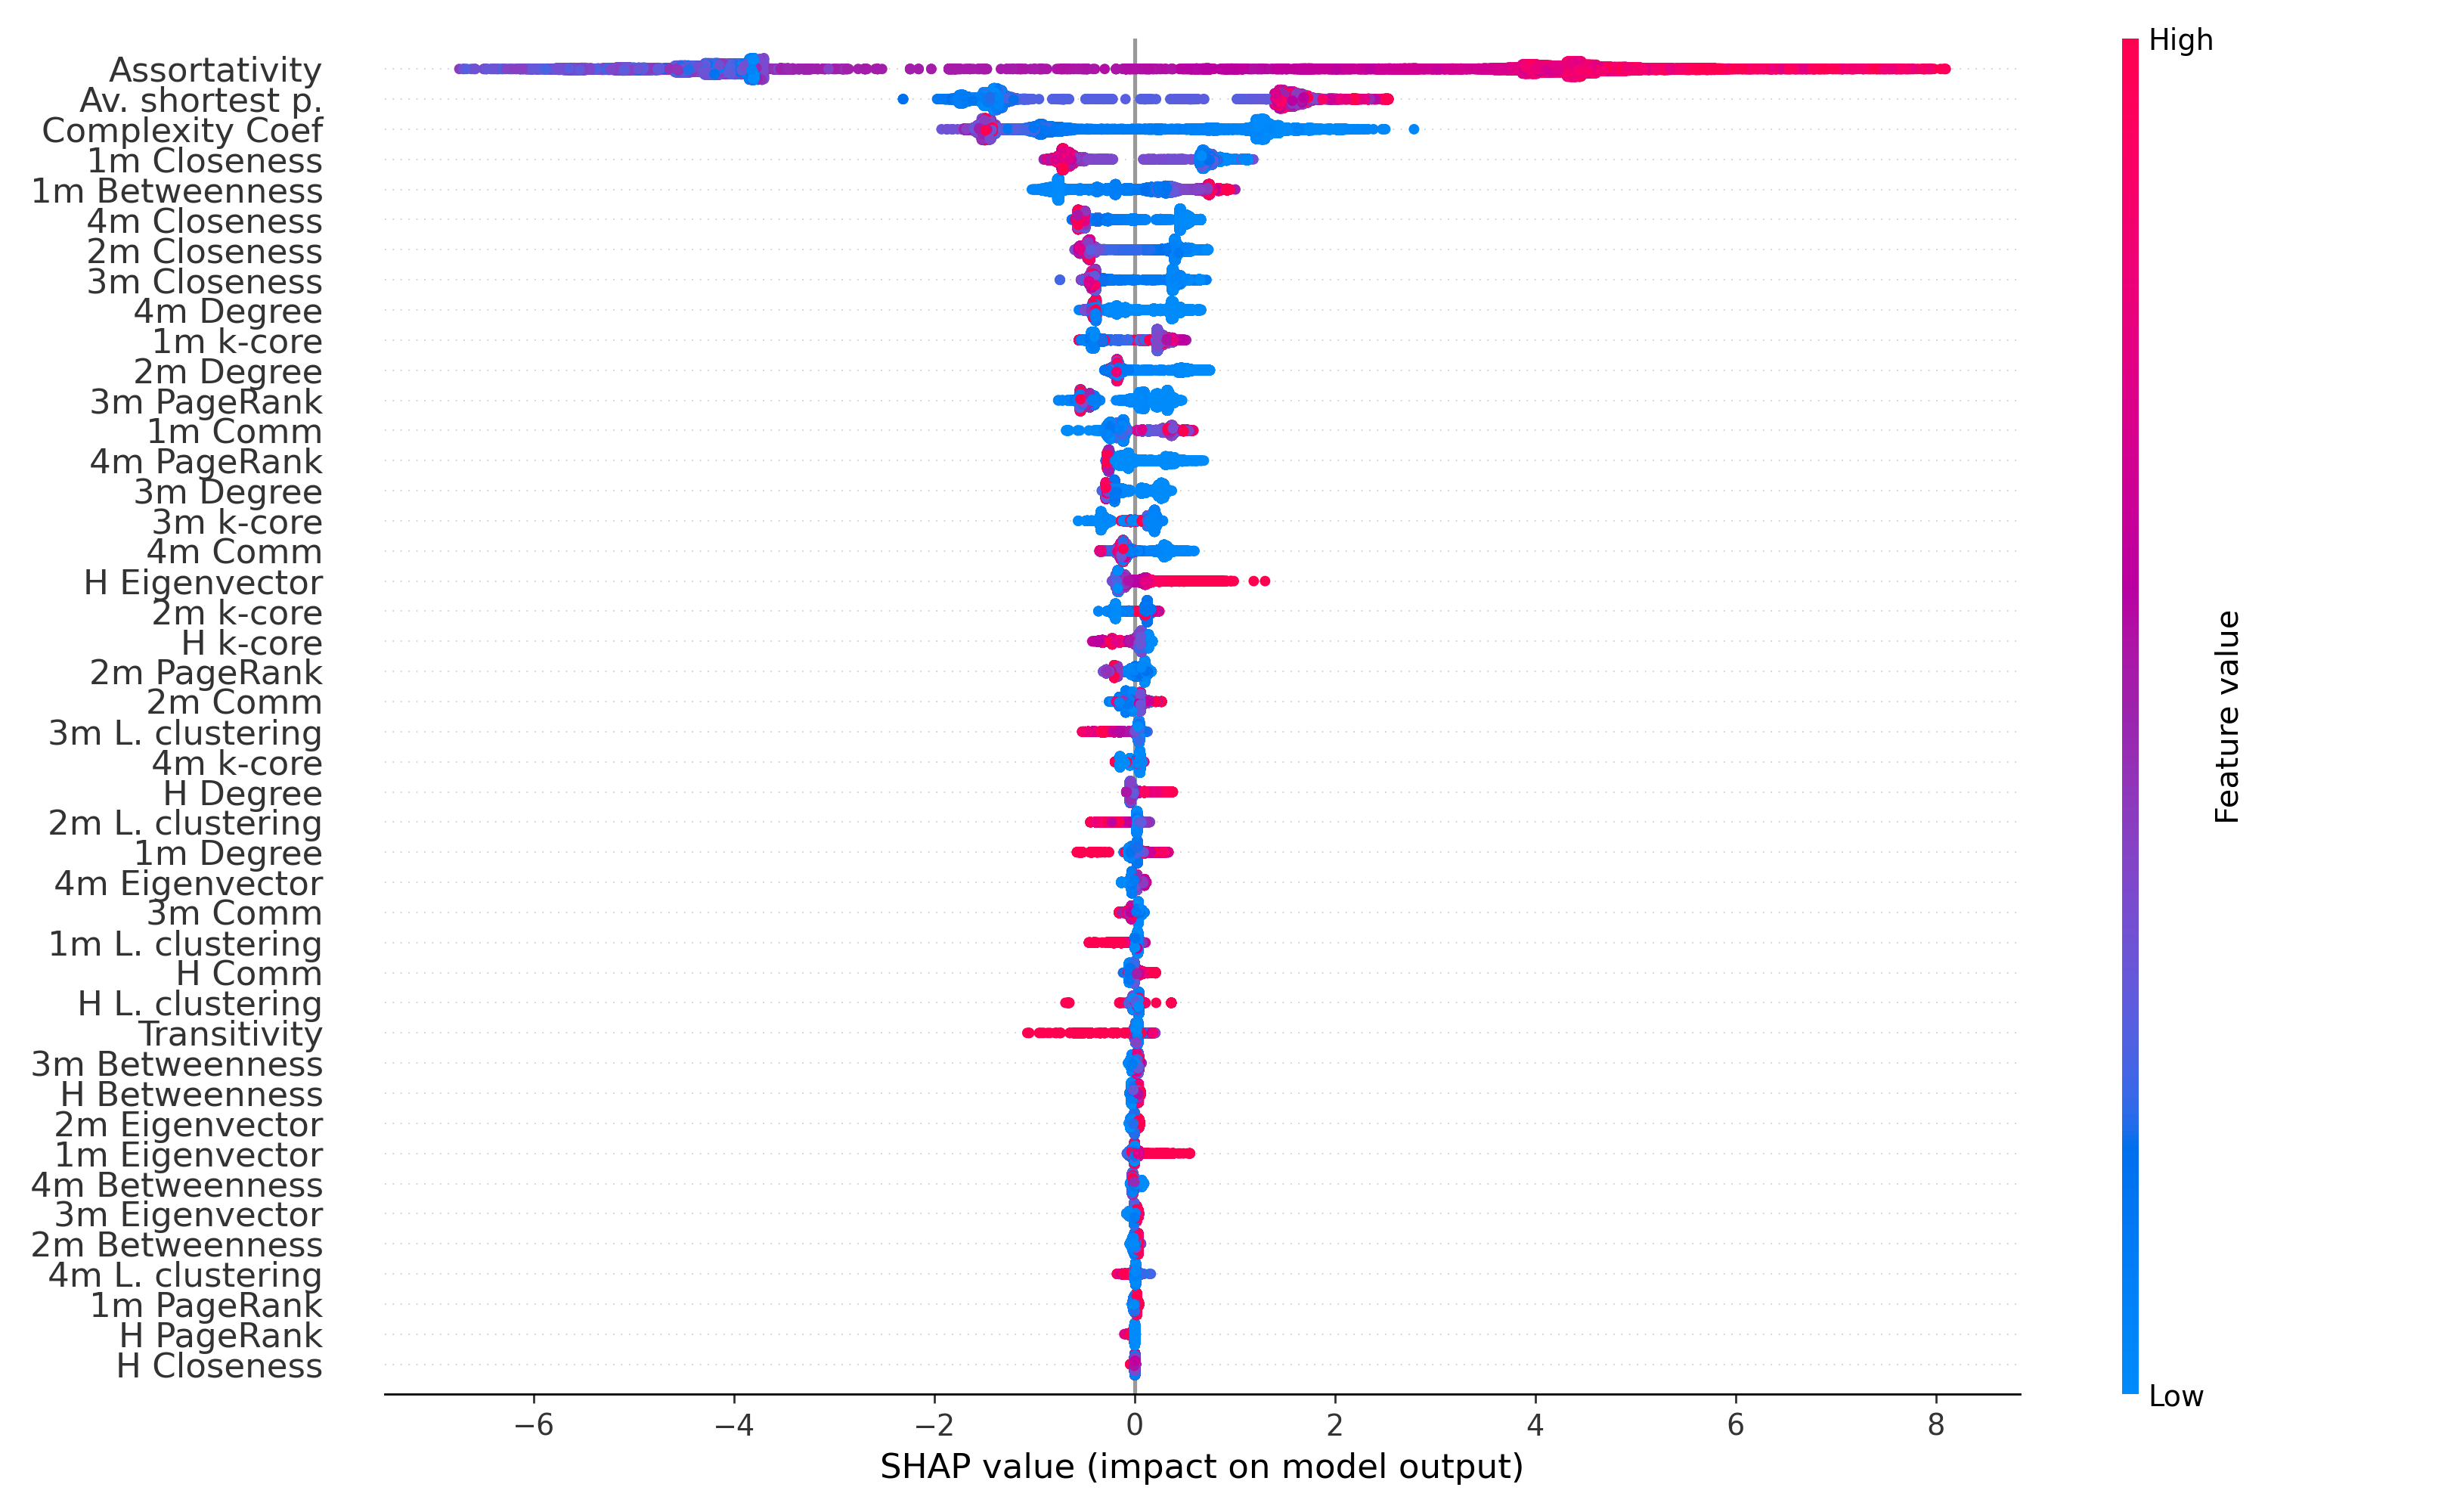 Assortativity
Av. shortest p.
Complexity Coef
1m Closeness
1m Betweenness
4m Closeness
2m Closeness
3m Closeness
4m Degree
1m k-core
2m Degree
3m PageRank
1m Comm
4m PageRank
3m Degree
3m k-core
4m Comm
H Eigenvector
2m k-core
H k-core
2m PageRank
2m Comm
3m L. clustering
4m k-core
H Degree
2m L. clustering
1m Degree
4m Eigenvector
3m Comm
1m L. clustering
H Comm
H L. clustering
Transitivity
3m Betweenness
H Betweenness
2m Eigenvector
1m Eigenvector
4m Betweenness
3m Eigenvector
2m Betweenness
4m L. clustering
1m PageRank
H PageRank
H Closeness
−6 −4 −2 0 2 4 6 8
SHAP value (impact on model output)
High
Feature value
Low